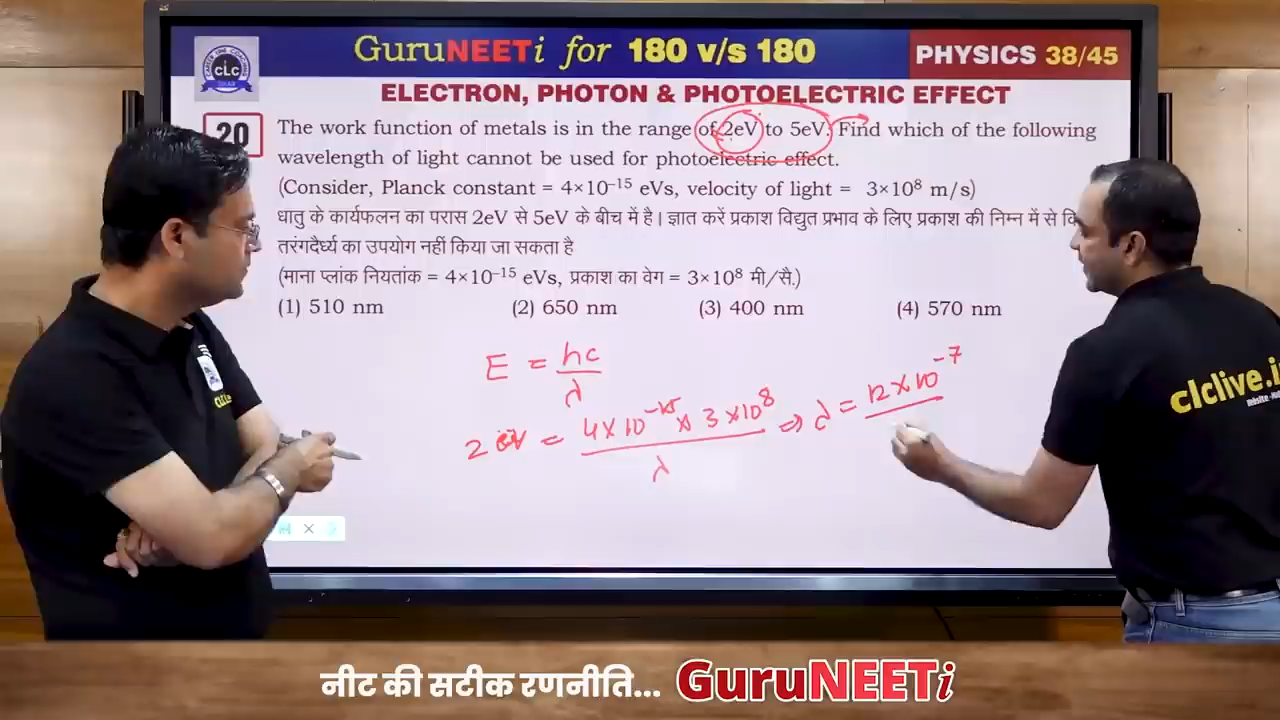 GuruNEETi for 180 v/s 180
PHYSICS 38/45
CLC
ELECTRON, PHOTON & PHOTOELECTRIC EFFECT
20 The work function of metals is in the range of 2eV to 5eV. Find which of the following
wavelength of light cannot be used for photoelectric effect.
(Consider, Planck constant = 4×10⁻¹⁵ eVs, velocity of light = 3×10⁸ m/s)
धातु के कार्यफलन का परास 2eV से 5eV के बीच में है। ज्ञात करें प्रकाश विद्युत प्रभाव के लिए प्रकाश की निम्न में से
तरंगदैर्ध्य का उपयोग नहीं किया जा सकता है
(माना प्लांक नियतांक = 4×10⁻¹⁵ eVs, प्रकाश का वेग = 3×10⁸ मी/सै.)
(1) 510 nm (2) 650 nm (3) 400 nm (4) 570 nm
E = hc/λ
2 eV = 4×10⁻¹⁵ × 3×10⁸/λ ⇒ λ = 12×10⁻⁷
clclive.i
नीट की सटीक रणनीति... GuruNEETi